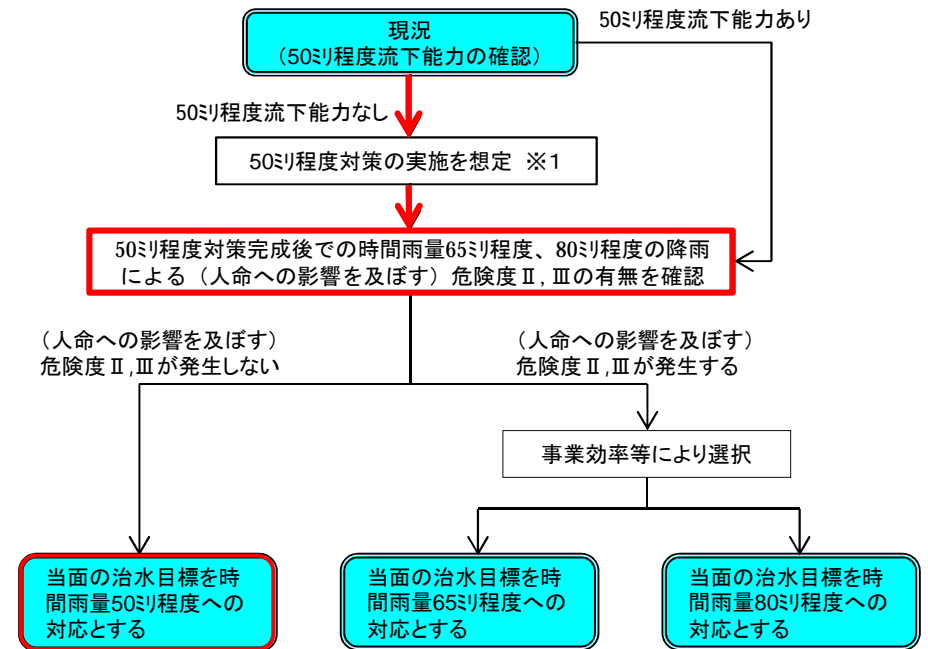 50ﾐﾘ程度流下能力あり
現況
（50ﾐﾘ程度流下能力の確認）
50ﾐﾘ程度流下能力なし
50ﾐﾘ程度対策の実施を想定 ※1
50ﾐﾘ程度対策完成後での時間雨量65ﾐﾘ程度、80ﾐﾘ程度の降雨
による（人命への影響を及ぼす）危険度Ⅱ,Ⅲの有無を確認
（人命への影響を及ぼす）
危険度Ⅱ,Ⅲが発生しない
（人命への影響を及ぼす）
危険度Ⅱ,Ⅲが発生する
事業効率等により選択
当面の治水目標を時
間雨量50ﾐﾘ程度への
対応とする
当面の治水目標を時
間雨量65ﾐﾘ程度への
対応とする
当面の治水目標を時
間雨量80ﾐﾘ程度への
対応とする